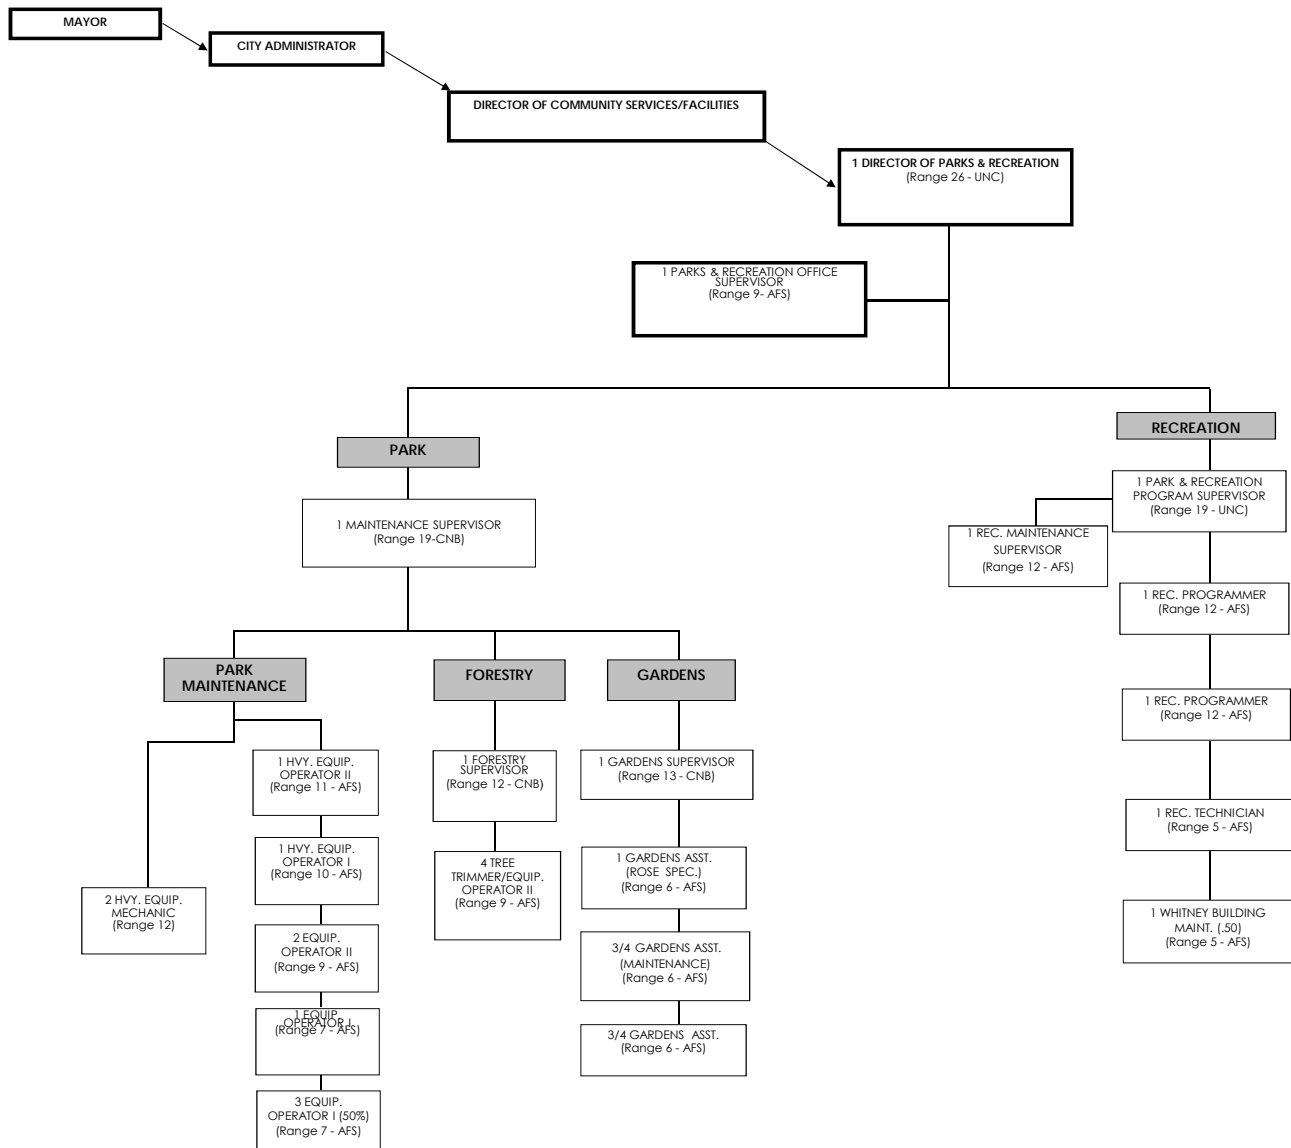 MAYOR
CITY ADMINISTRATOR
DIRECTOR OF COMMUNITY SERVICES/FACILITIES
1 DIRECTOR OF PARKS & RECREATION
(Range 26 - UNC)
1 PARKS & RECREATION OFFICE
SUPERVISOR
(Range 9- AFS)
PARK
1 MAINTENANCE SUPERVISOR
(Range 19-CNB)
PARK
MAINTENANCE
2 HVY. EQUIP.
MECHANIC
(Range 12)
1 HVY. EQUIP.
OPERATOR II
(Range 11 - AFS)
1 HVY. EQUIP.
OPERATOR I
(Range 10 - AFS)
2 EQUIP.
OPERATOR II
(Range 9 - AFS)
1 EQUIP.
OPERATOR I
(Range 7 - AFS)
3 EQUIP.
OPERATOR I (50%)
(Range 7 - AFS)
FORESTRY
1 FORESTRY
SUPERVISOR
(Range 12 - CNB)
4 TREE
TRIMMER/EQUIP.
OPERATOR II
(Range 9 - AFS)
GARDENS
1 GARDENS SUPERVISOR
(Range 13 - CNB)
1 GARDENS ASST.
(ROSE SPEC.)
(Range 6 - AFS)
3/4 GARDENS ASST.
(MAINTENANCE)
(Range 6 - AFS)
3/4 GARDENS ASST.
(Range 6 - AFS)
RECREATION
1 PARK & RECREATION
PROGRAM SUPERVISOR
(Range 19 - UNC)
1 REC. MAINTENANCE
SUPERVISOR
(Range 12 - AFS)
1 REC. PROGRAMMER
(Range 12 - AFS)
1 REC. PROGRAMMER
(Range 12 - AFS)
1 REC. TECHNICIAN
(Range 5 - AFS)
1 WHITNEY BUILDING
MAINT. (.50)
(Range 5 - AFS)